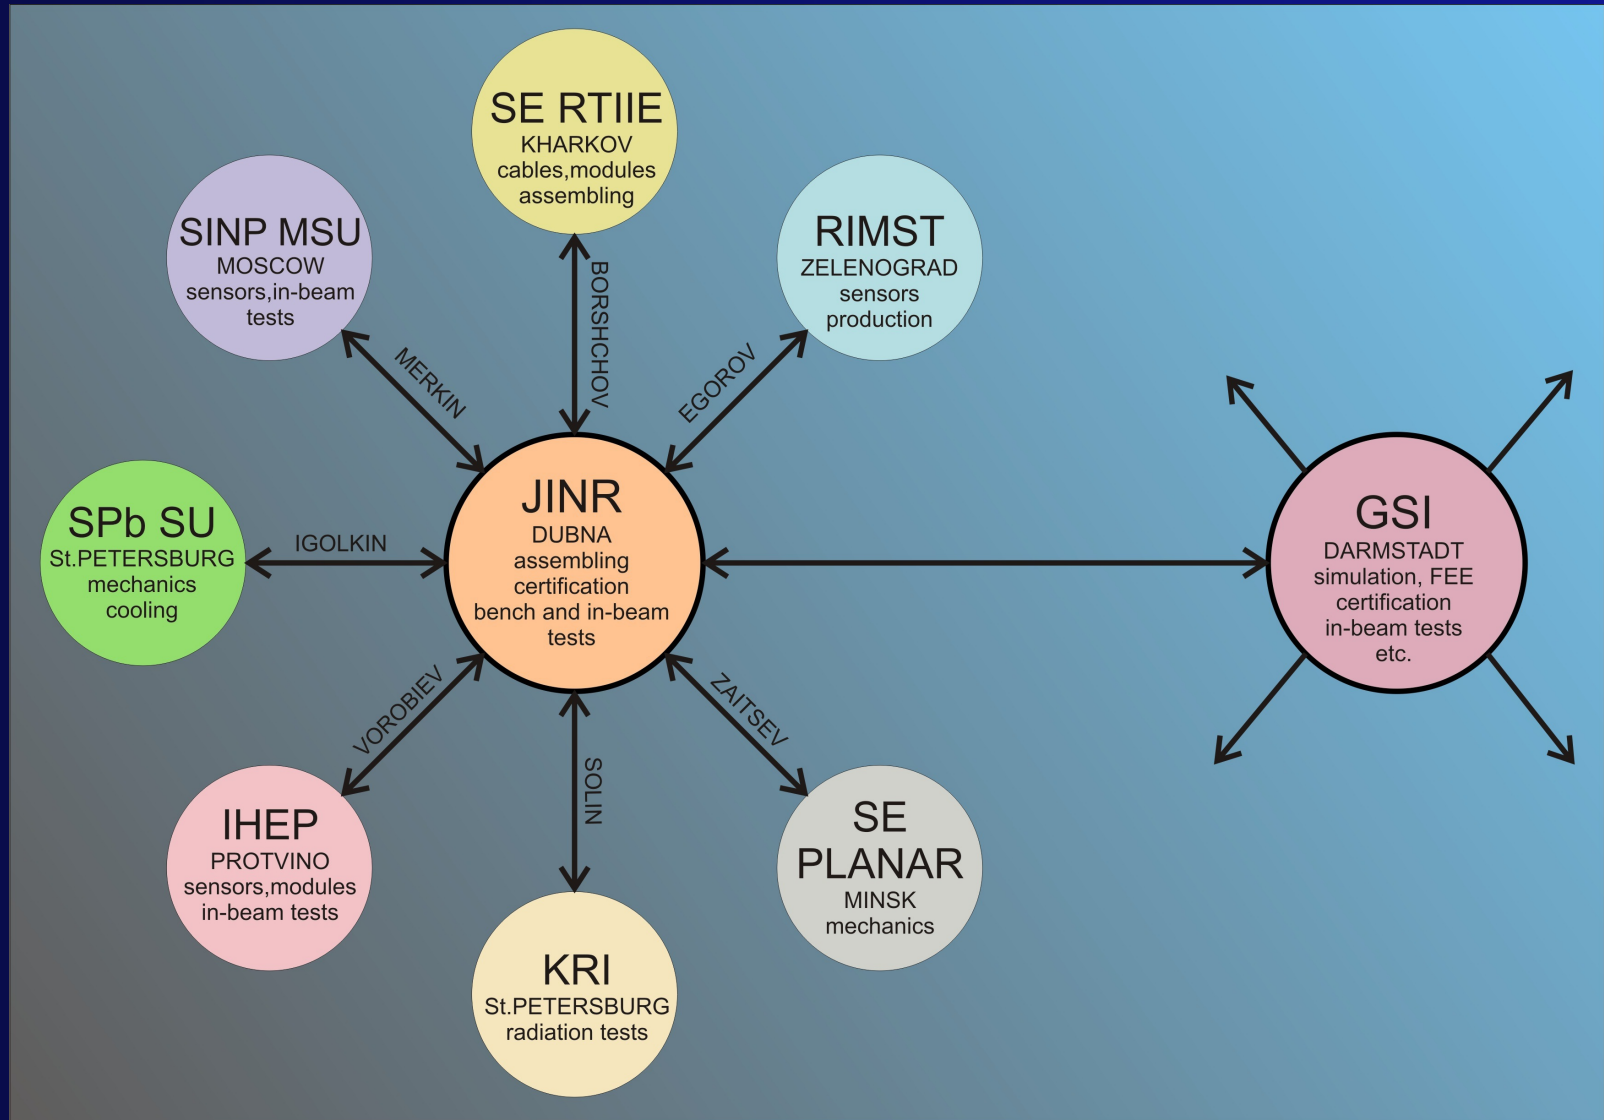 SE RTIIE
KHARKOV
cables,modules
assembling
SINP MSU
MOSCOW
sensors,in-beam
tests
RIMST
ZELENOGRAD
sensors
production
MERKIN
BORSHCHOV
EGOROV
SPb SU
St.PETERSBURG
mechanics
cooling
IGOLKIN
JINR
DUBNA
assembling
certification
bench and in-beam
tests
GSI
DARMSTADT
simulation, FEE
certification
in-beam tests
etc.
VOROBIEV
SOLIN
ZAITSEV
IHEP
PROTVINO
sensors,modules
in-beam tests
KRI
St.PETERSBURG
radiation tests
SE
PLANAR
MINSK
mechanics